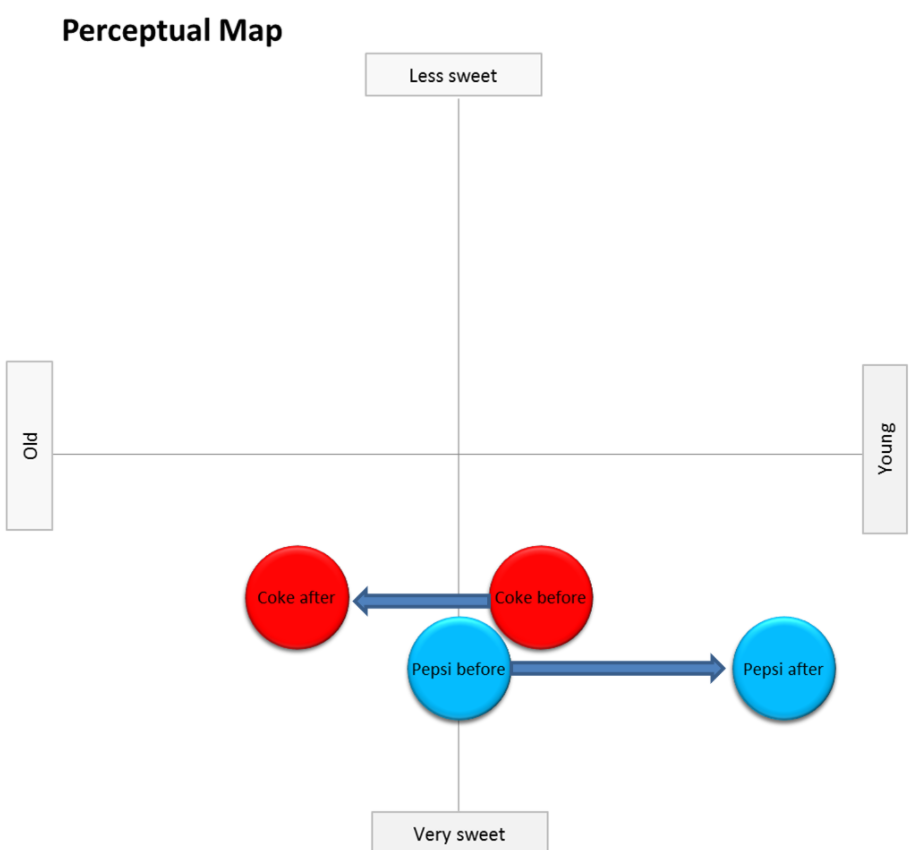 Perceptual Map
Less sweet
Old
Young
Coke after
Coke before
Pepsi before
Pepsi after
Very sweet